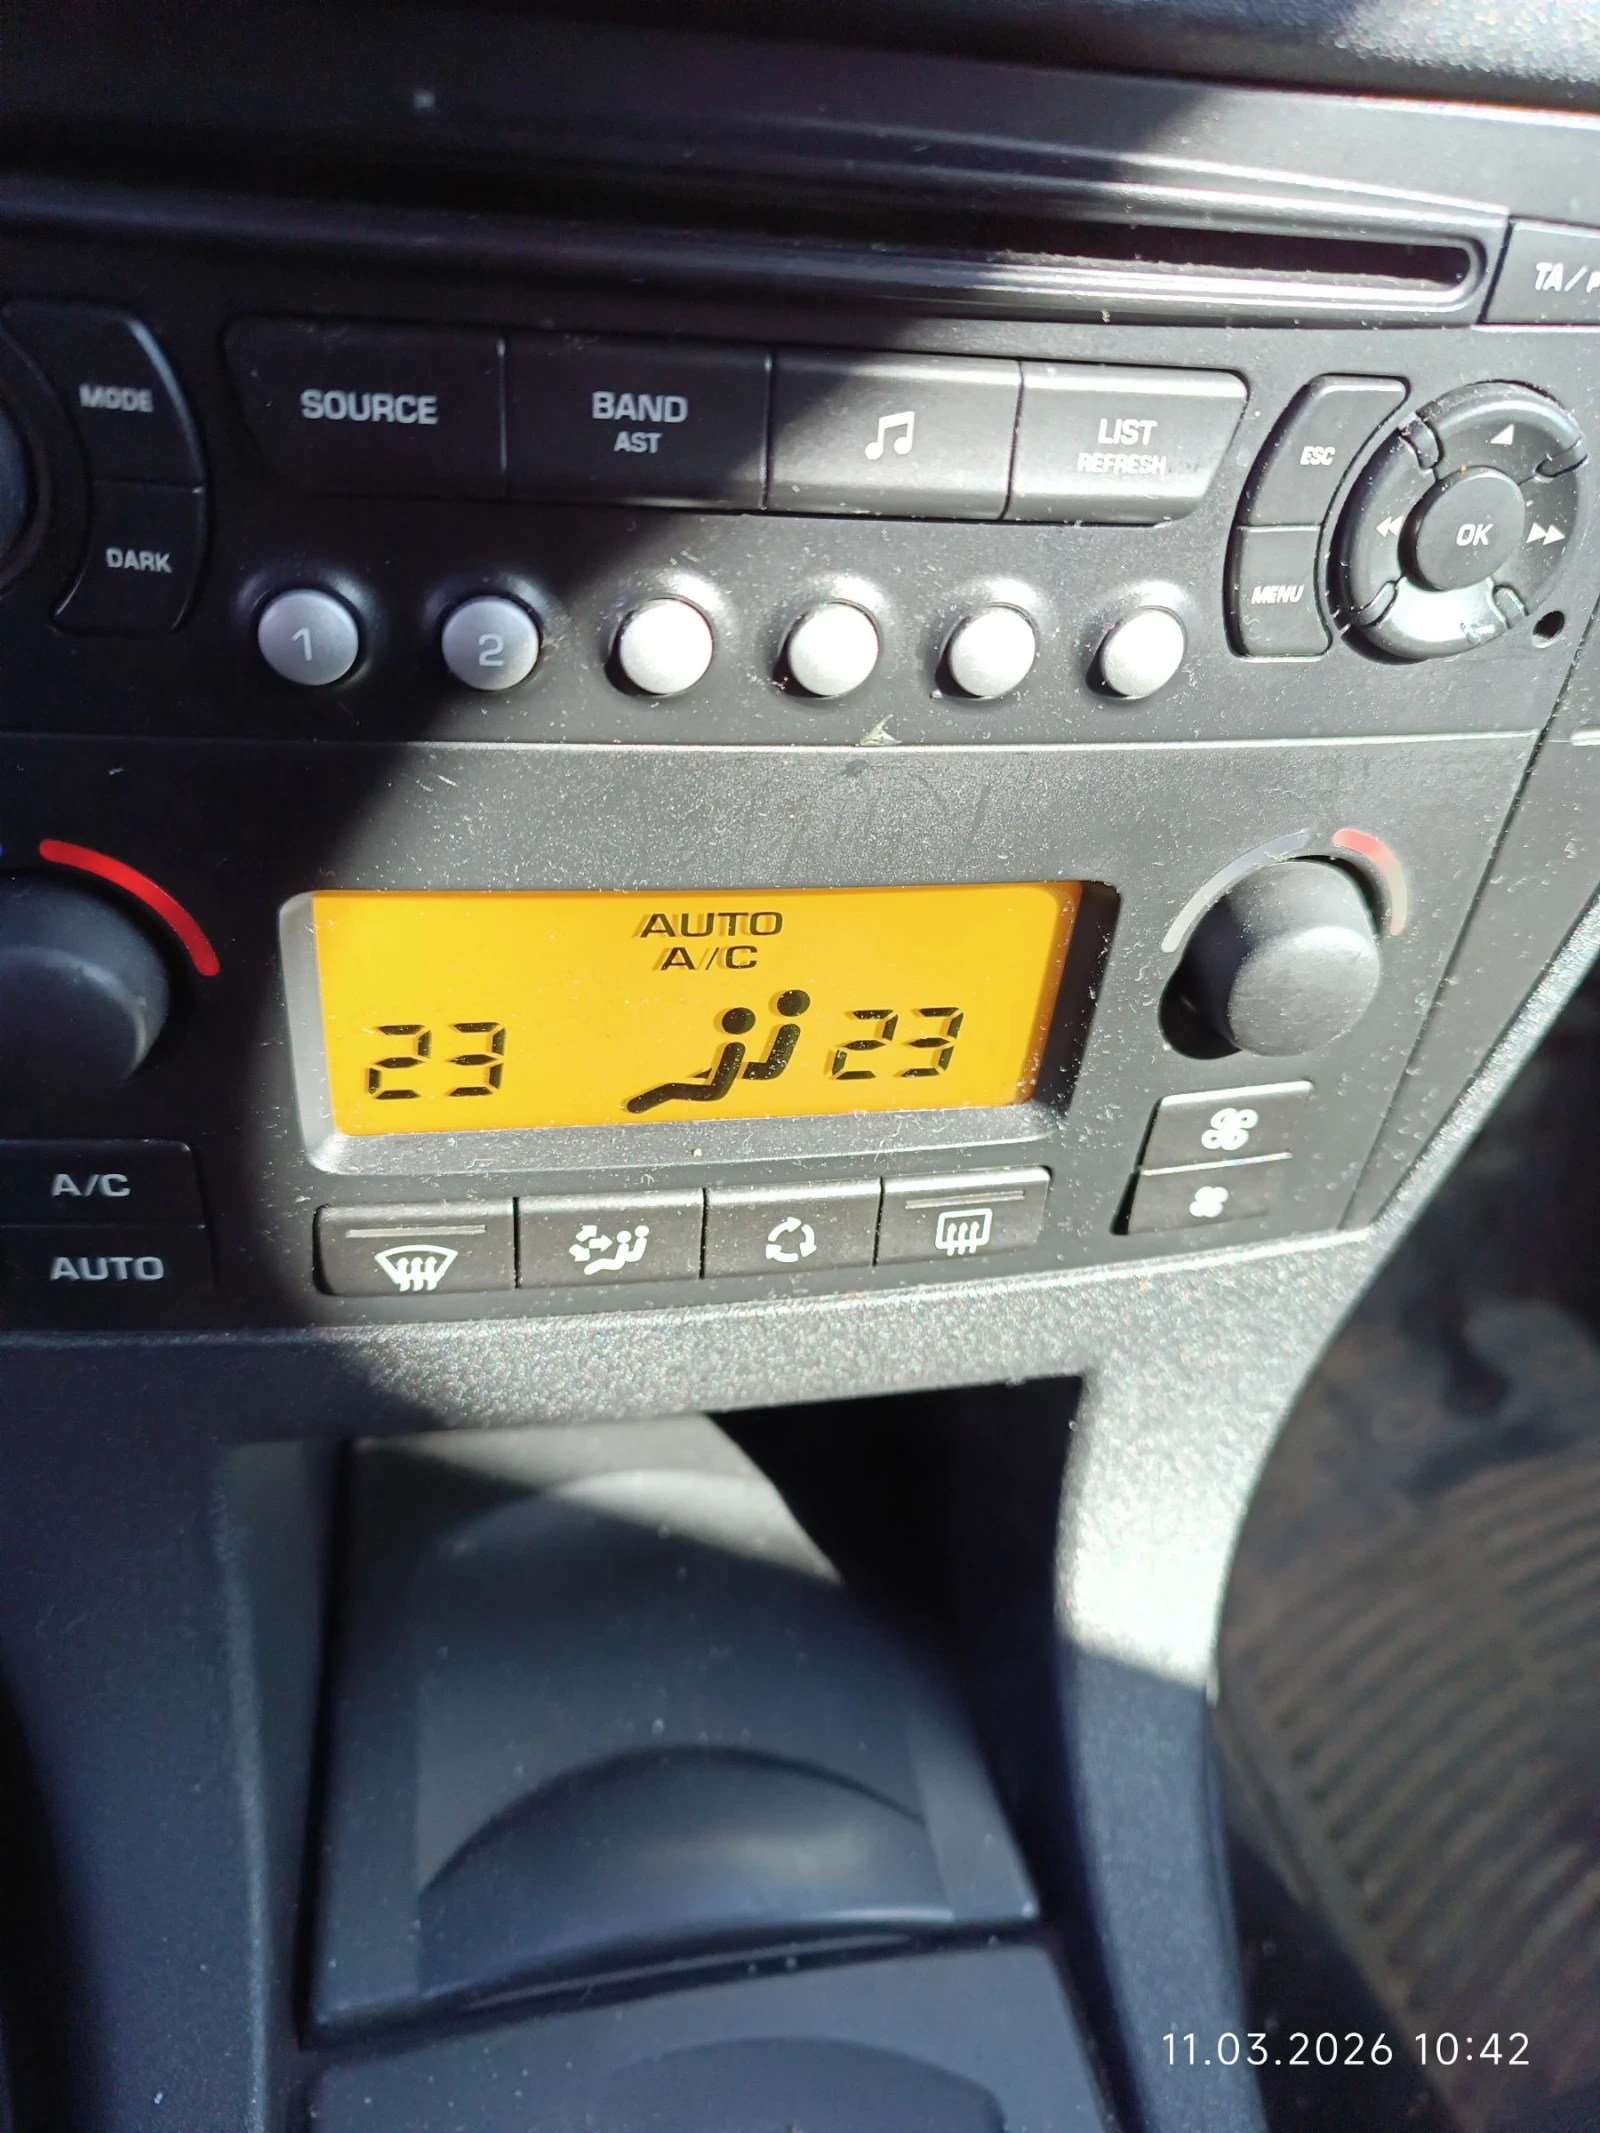 TA/
MODE
SOURCE
BAND
AST
LIST
REFRESH
ESC
OK
DARK
MENU
1
2
AUTO
A/C
23
23
A/C
AUTO
11.03.2026 10:42